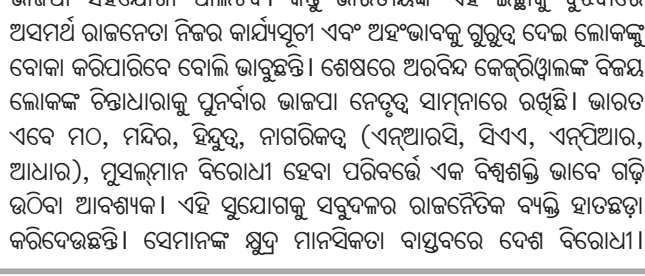 ଅସମର୍ଥ ରାଜନେତା ନିଜର କାର୍ଯ୍ୟସୂଚୀ ଏବଂ ଅହଂଭାବକୁ ଗୁରୁତ୍ୱ ଦେଇ ଲୋକଙ୍କୁ
ବୋକା କରିପାରିବେ ବୋଲି ଭାବୁଛନ୍ତି। ଶେଷରେ ଅରବିନ୍ଦ କେଜ୍‌ରିୱାଲଙ୍କ ବିଜୟ
ଲୋକଙ୍କ ଚିନ୍ତାଧାରାକୁ ପୁନର୍ବାର ଭାଜପା ନେତୃତ୍ୱ ସାମ୍‌ନାରେ ରଖିଛି। ଭାରତ
ଏବେ ମଠ, ମନ୍ଦିର, ହିନ୍ଦୁତ୍ୱ, ନାଗରିକତ୍ୱ (ଏନ୍‌ଆରସି, ସିଏଏ, ଏନ୍‌ପିଆର,
ଆଧାର), ମୁସଲ୍‌ମାନ ବିରୋଧୀ ହେବା ପରିବର୍ତ୍ତେ ଏକ ବିଶ୍ୱଶକ୍ତି ଭାବେ ଗଢ଼ି
ଉଠିବା ଆବଶ୍ୟକ। ଏହି ସୁଯୋଗକୁ ସବୁଦଳର ରାଜନୈତିକ ବ୍ୟକ୍ତି ହାତଛଡ଼ା
କରିଦେଉଛନ୍ତି। ସେମାନଙ୍କ କ୍ଷୁଦ୍ର ମାନସିକତା ବାସ୍ତବରେ ଦେଶ ବିରୋଧୀ।